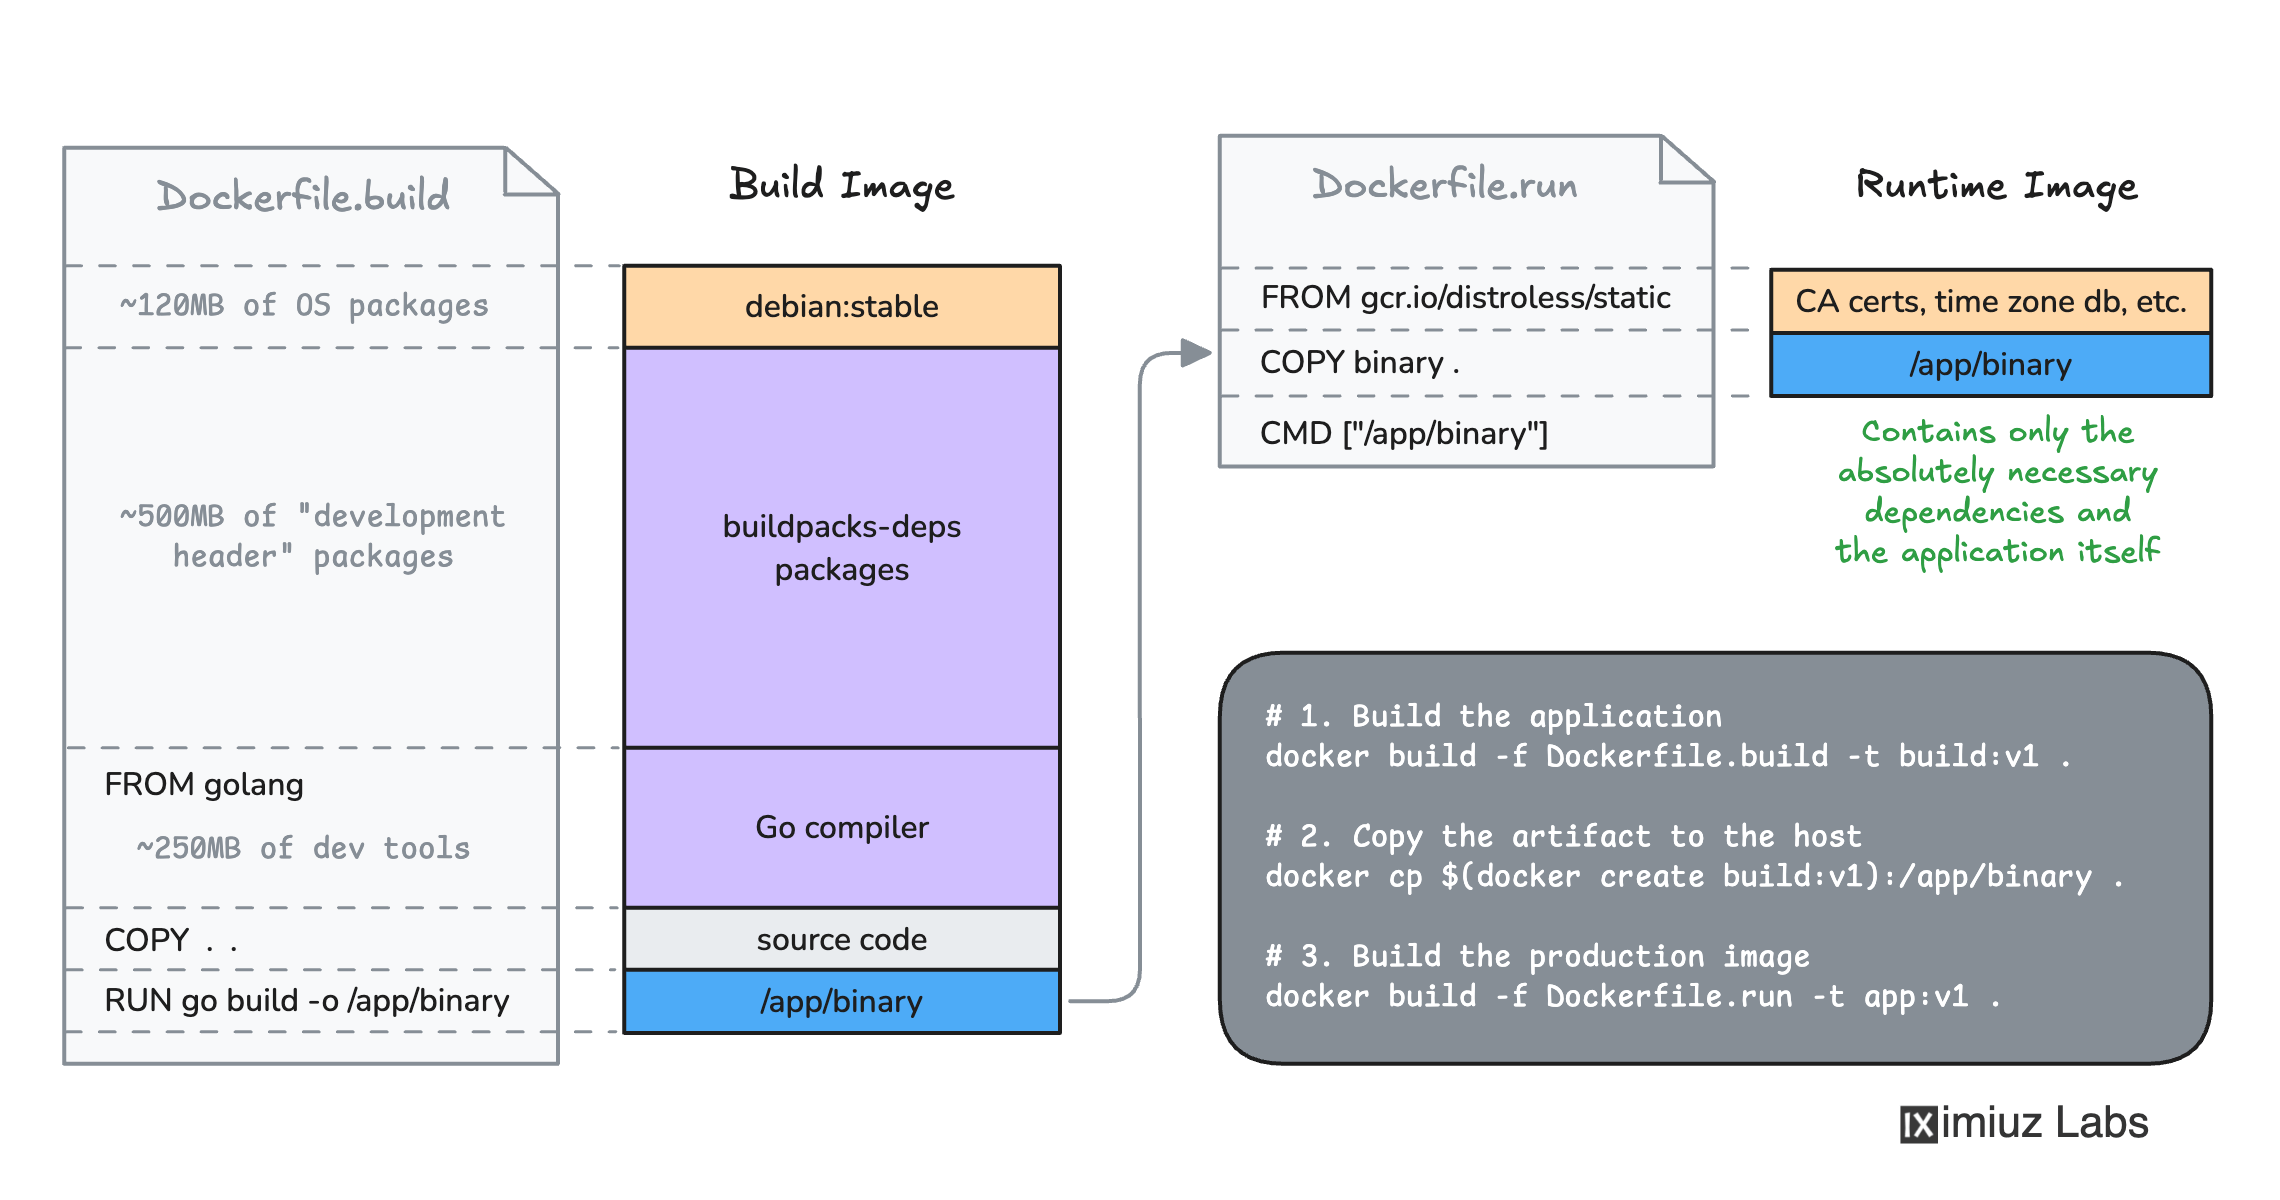 Dockerfile.build
~120MB of OS packages
~500MB of "development
header" packages
FROM golang
~250MB of dev tools
COPY . .
RUN go build -o /app/binary
Build Image
debian:stable
buildpacks-deps
packages
Go compiler
source code
/app/binary
Dockerfile.run
FROM gcr.io/distroless/static
COPY binary .
CMD ["/app/binary"]
Runtime Image
CA certs, time zone db, etc.
/app/binary
Contains only the
absolutely necessary
dependencies and
the application itself
# 1. Build the application
docker build -f Dockerfile.build -t build:v1 .
# 2. Copy the artifact to the host
docker cp $(docker create build:v1):/app/binary .
# 3. Build the production image
docker build -f Dockerfile.run -t app:v1 .
iximiuz Labs